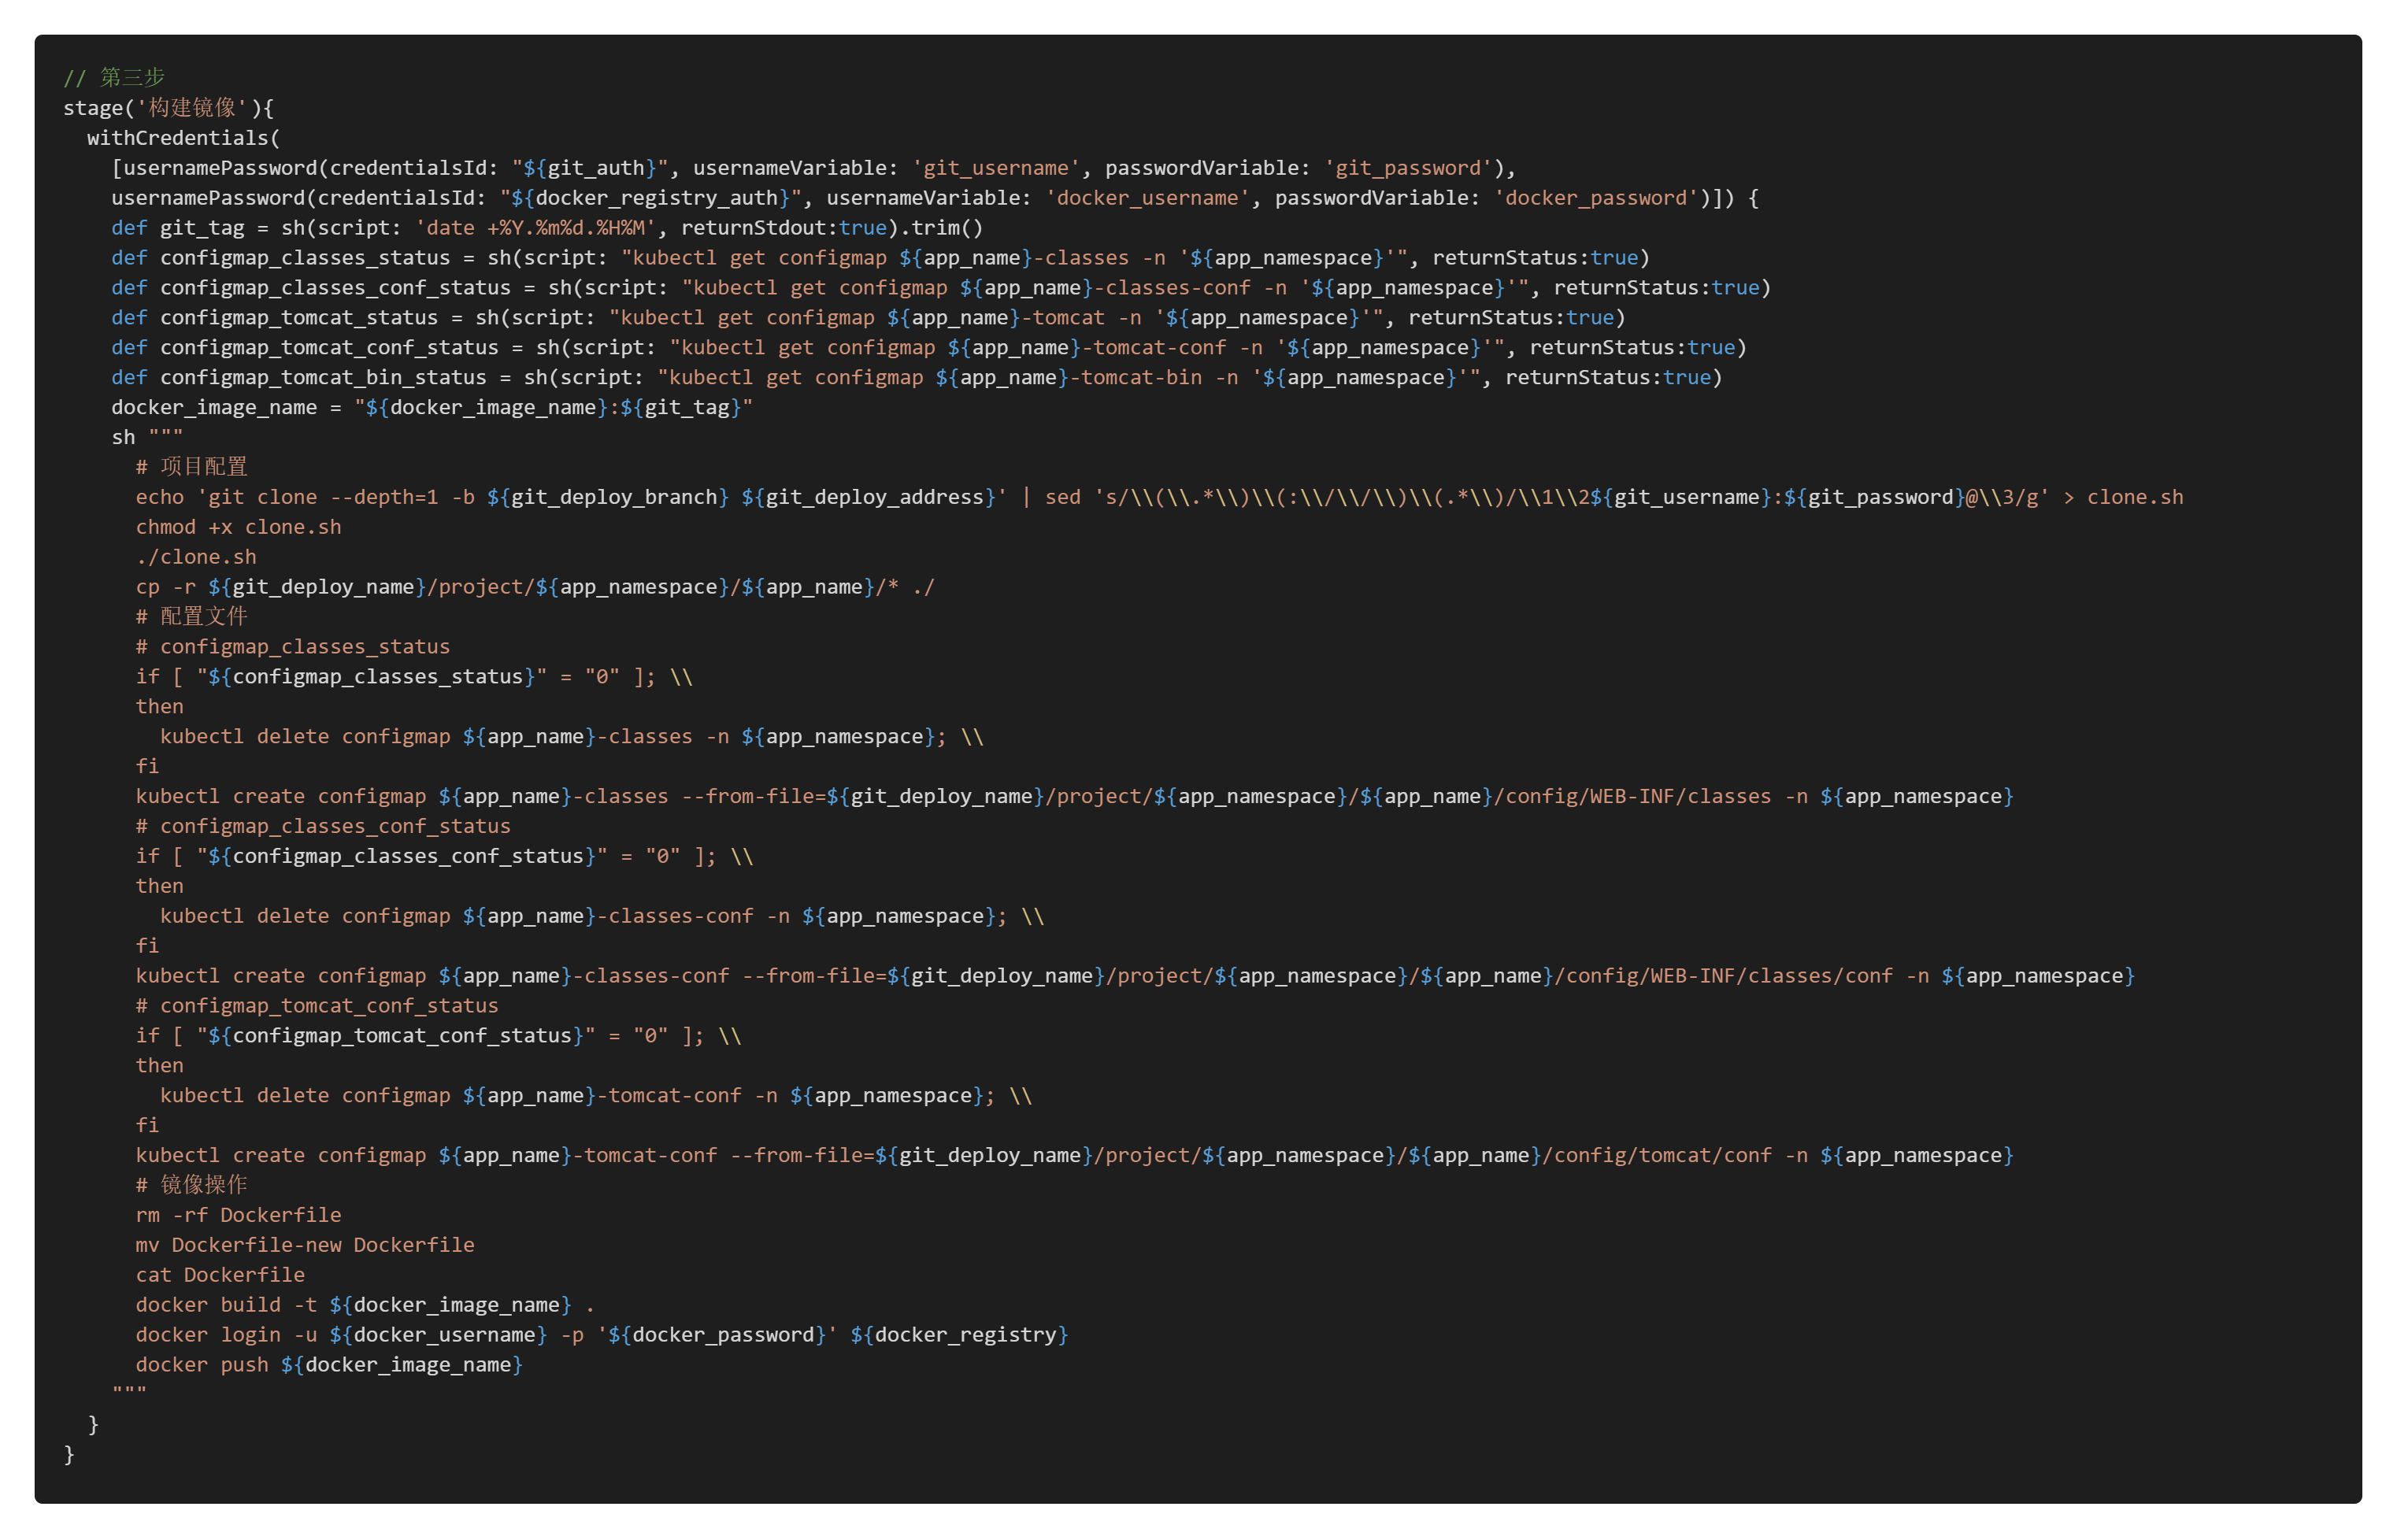 // 第三步
stage('构建镜像'){
  withCredentials(
    [usernamePassword(credentialsId: "${git_auth}", usernameVariable: 'git_username', passwordVariable: 'git_password'),
    usernamePassword(credentialsId: "${docker_registry_auth}", usernameVariable: 'docker_username', passwordVariable: 'docker_password')]) {
    def git_tag = sh(script: 'date +%Y.%m%d.%H%M', returnStdout:true).trim()
    def configmap_classes_status = sh(script: "kubectl get configmap ${app_name}-classes -n '${app_namespace}'", returnStatus:true)
    def configmap_classes_conf_status = sh(script: "kubectl get configmap ${app_name}-classes-conf -n '${app_namespace}'", returnStatus:true)
    def configmap_tomcat_status = sh(script: "kubectl get configmap ${app_name}-tomcat -n '${app_namespace}'", returnStatus:true)
    def configmap_tomcat_conf_status = sh(script: "kubectl get configmap ${app_name}-tomcat-conf -n '${app_namespace}'", returnStatus:true)
    def configmap_tomcat_bin_status = sh(script: "kubectl get configmap ${app_name}-tomcat-bin -n '${app_namespace}'", returnStatus:true)
    docker_image_name = "${docker_image_name}:${git_tag}"
    sh """
      # 项目配置
      echo 'git clone --depth=1 -b ${git_deploy_branch} ${git_deploy_address}' | sed 's/\\(\\.*\\)\\(:\\/\\/\\)\\(.*\\)/\\1\\2${git_username}:${git_password}@\\3/g' > clone.sh
      chmod +x clone.sh
      ./clone.sh
      cp -r ${git_deploy_name}/project/${app_namespace}/${app_name}/* ./
      # 配置文件
      # configmap_classes_status
      if [ "${configmap_classes_status}" = "0" ]; \\
      then
        kubectl delete configmap ${app_name}-classes -n ${app_namespace}; \\
      fi
      kubectl create configmap ${app_name}-classes --from-file=${git_deploy_name}/project/${app_namespace}/${app_name}/config/WEB-INF/classes -n ${app_namespace}
      # configmap_classes_conf_status
      if [ "${configmap_classes_conf_status}" = "0" ]; \\
      then
        kubectl delete configmap ${app_name}-classes-conf -n ${app_namespace}; \\
      fi
      kubectl create configmap ${app_name}-classes-conf --from-file=${git_deploy_name}/project/${app_namespace}/${app_name}/config/WEB-INF/classes/conf -n ${app_namespace}
      # configmap_tomcat_conf_status
      if [ "${configmap_tomcat_conf_status}" = "0" ]; \\
      then
        kubectl delete configmap ${app_name}-tomcat-conf -n ${app_namespace}; \\
      fi
      kubectl create configmap ${app_name}-tomcat-conf --from-file=${git_deploy_name}/project/${app_namespace}/${app_name}/config/tomcat/conf -n ${app_namespace}
      # 镜像操作
      rm -rf Dockerfile
      mv Dockerfile-new Dockerfile
      cat Dockerfile
      docker build -t ${docker_image_name} .
      docker login -u ${docker_username} -p '${docker_password}' ${docker_registry}
      docker push ${docker_image_name}
    """
  }
}